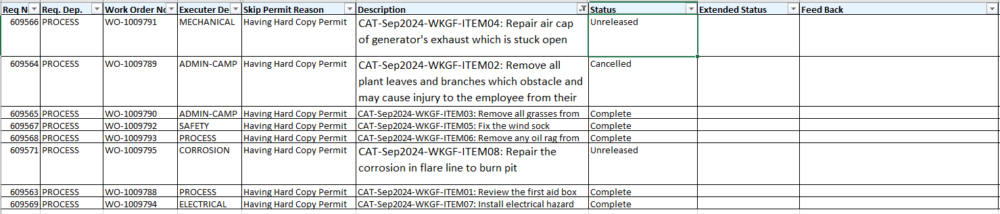 Req N Req. Dep. Work Order No Executer De Skip Permit Reason Description Status Extended Status Feed Back
609566 PROCESS WO-1009791 MECHANICAL Having Hard Copy Permit CAT-Sep2024-WKGF-ITEM04: Repair air cap Unreleased
of generator's exhaust which is stuck open
609564 PROCESS WO-1009789 ADMIN-CAMP Having Hard Copy Permit CAT-Sep2024-WKGF-ITEM02: Remove all Cancelled
plant leaves and branches which obstacle and
may cause injury to the employee from their
609565 PROCESS WO-1009790 ADMIN-CAMP Having Hard Copy Permit CAT-Sep2024-WKGF-ITEM03: Remove all grasses from Complete
609567 PROCESS WO-1009792 SAFETY Having Hard Copy Permit CAT-Sep2024-WKGF-ITEM05: Fix the wind sock Complete
609568 PROCESS WO-1009793 PROCESS Having Hard Copy Permit CAT-Sep2024-WKGF-ITEM06: Remove any oil rag from Complete
609571 PROCESS WO-1009795 CORROSION Having Hard Copy Permit CAT-Sep2024-WKGF-ITEM08: Repair the Unreleased
corrosion in flare line to burn pit
609563 PROCESS WO-1009788 PROCESS Having Hard Copy Permit CAT-Sep2024-WKGF-ITEM01: Review the first aid box Complete
609569 PROCESS WO-1009794 ELECTRICAL Having Hard Copy Permit CAT-Sep2024-WKGF-ITEM07: Install electrical hazard Complete